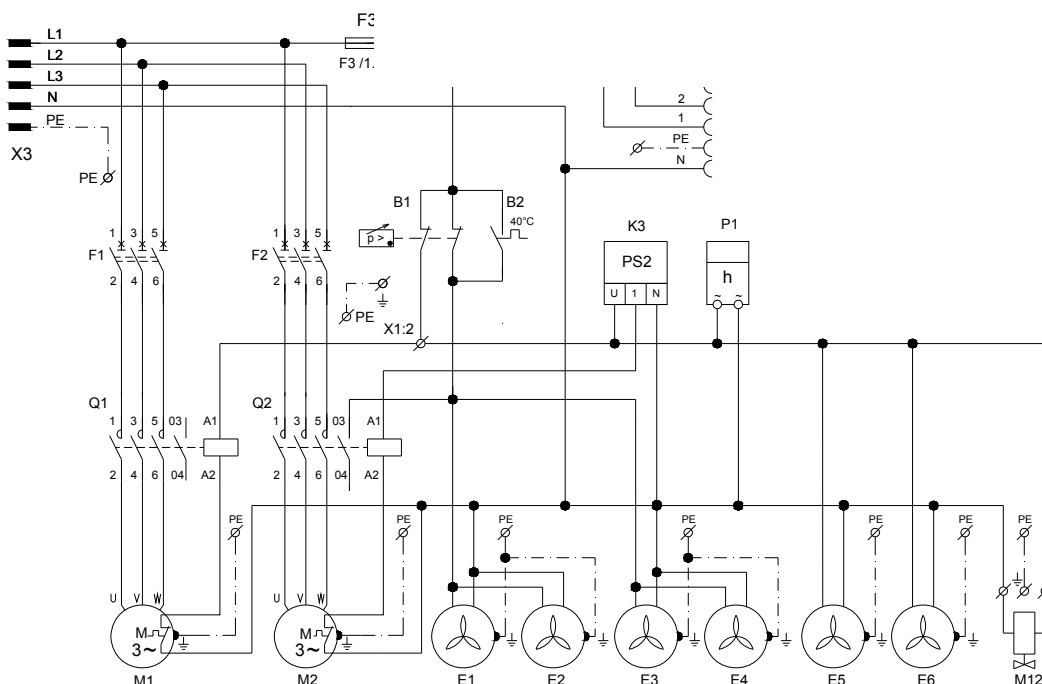 F3
L1
F3 /1.
L2
L3
N
PE
X3
PE
2
1
PE
N
B1
B2
40°C
p >
K3
P1
PS2
h
U 1 N
~ ~
1 3 5
F1
2 4 6
1 3 5
F2
2 4 6
PE
X1:2
Q1
1 3 5 03 A1
2 4 6 04 A2
Q2
1 3 5 03 A1
2 4 6 04 A2
PE
PE
PE
PE
PE
PE
PE
U V W
U V W
M
3~
M
3~
M1
M2
E1
E2
E3
E4
E5
E6
M12